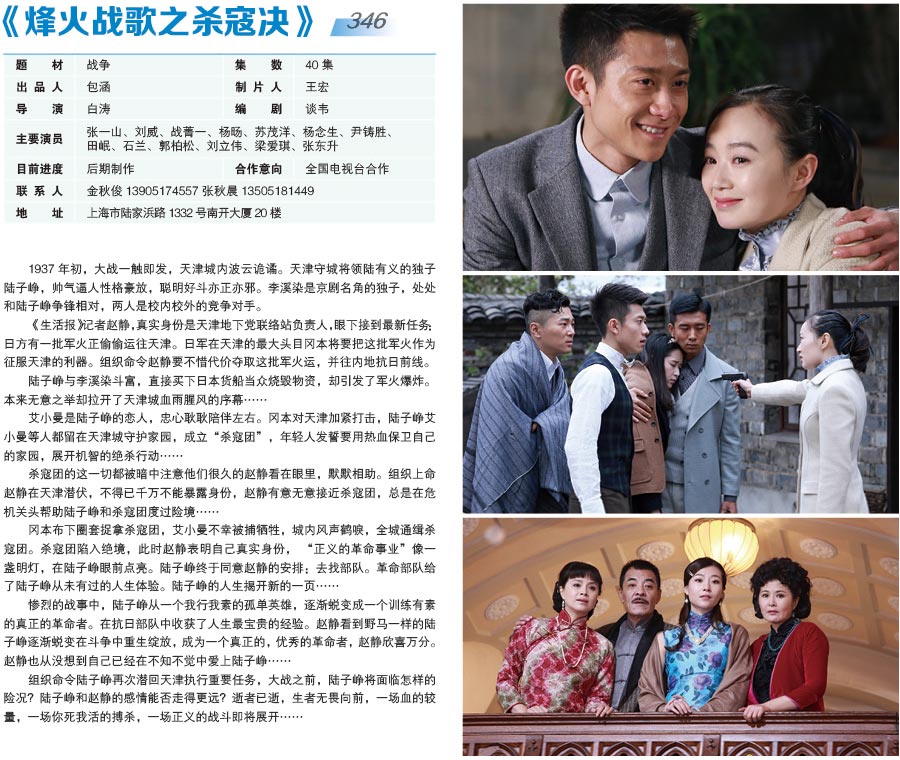 《烽火战歌之杀寇决》 346
题 材 战争 集 数 40 集
出 品 人 包涵 制 片 人 王宏
导 演 白涛 编 剧 谈韦
主要演员 张一山、刘威、战菁一、杨旸、苏茂洋、杨念生、尹铸胜、
田岷、石兰、郭柏松、刘立伟、梁爱琪、张东升
目前进度 后期制作 合作意向 全国电视台合作
联 系 人 金秋俊 13905174557 张秋晨 13505181449
地 址 上海市陆家浜路 1332 号南开大厦 20 楼
1937 年初，大战一触即发，天津城内波云诡谲。天津守城将领陆有义的独子
陆子峥，帅气逼人性格豪放，聪明好斗亦正亦邪。李溪染是京剧名角的独子，处处
和陆子峥争锋相对，两人是校内校外的竞争对手。
《生活报》记者赵静，真实身份是天津地下党联络站负责人，眼下接到最新任务；
日方有一批军火正偷偷运往天津。日军在天津的最大头目冈本将要把这批军火作为
征服天津的利器。组织命令赵静要不惜代价夺取这批火运，并往内地抗日前线。
陆子峥与李溪染斗富，直接买下日本货船当众烧毁物资，却引发了军火爆炸。
本来无意之举却拉开了天津城血雨腥风的序幕……
艾小曼是陆子峥的恋人，忠心耿耿陪伴左右。冈本对天津加紧打击，陆子峥艾
小曼等人都留在天津城守护家园，成立“杀寇团”，年轻人发誓要用热血保卫自己
的家园，展开机智的绝杀行动……
杀寇团的这一切都被暗中注意他们很久的赵静看在眼里，默默相助。组织上命
赵静在天津潜伏，不得已千万不能暴露身份，赵静有意无意接近杀寇团，总是在危
机关头帮助陆子峥和杀寇团度过险境……
冈本布下圈套捉拿杀寇团，艾小曼不幸被捕牺牲，城内风声鹤唳，全城通缉杀
寇团。杀寇团陷入绝境，此时赵静表明自己真实身份，“正义的革命事业”像一
盏明灯，在陆子峥眼前点亮。陆子峥终于同意赵静的安排；去找部队。革命部队给
了陆子峥从未有过的人生体验。陆子峥的人生揭开新的一页……
惨烈的战事中，陆子峥从一个我行我素的孤单英雄，逐渐蜕变成一个训练有素
的真正的革命者。在抗日部队中收获了人生最宝贵的经验。赵静看到野马一样的陆
子峥逐渐蜕变在斗争中重生绽放，成为一个真正的，优秀的革命者，赵静欣喜万分。
赵静也从没想到自己已经在不知不觉中爱上陆子峥……
组织命令陆子峥再次潜回天津执行重要任务，大战之前，陆子峥将面临怎样的
险况？陆子峥和赵静的感情能否走得更远？逝者已逝，生者无畏向前，一场血的较
量，一场你死我活的搏杀，一场正义的战斗即将展开……